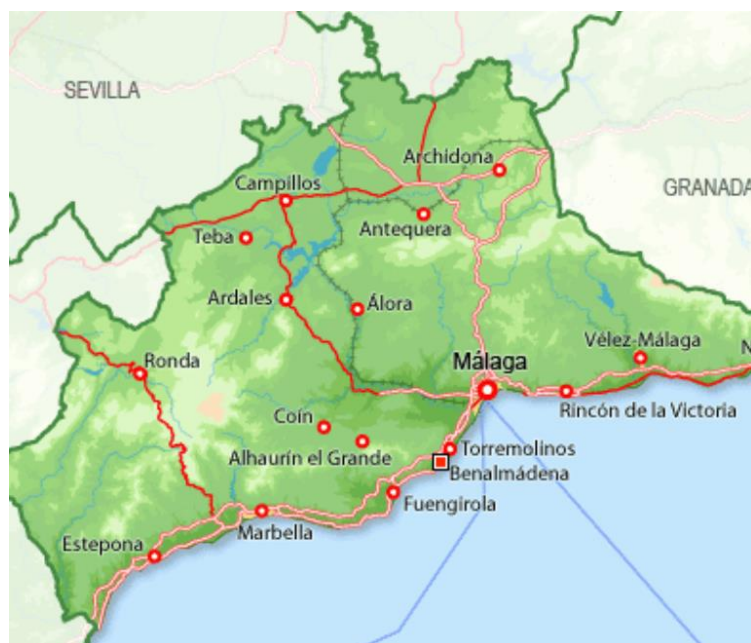 SEVILLA
Archidona
Campillos
GRANADA
Teba
Antequera
Ardales
Álora
Vélez-Málaga
N
Ronda
Málaga
Rincón de la Victoria
Coín
Alhaurín el Grande
Torremolinos
Benalmádena
Fuengirola
Marbella
Estepona